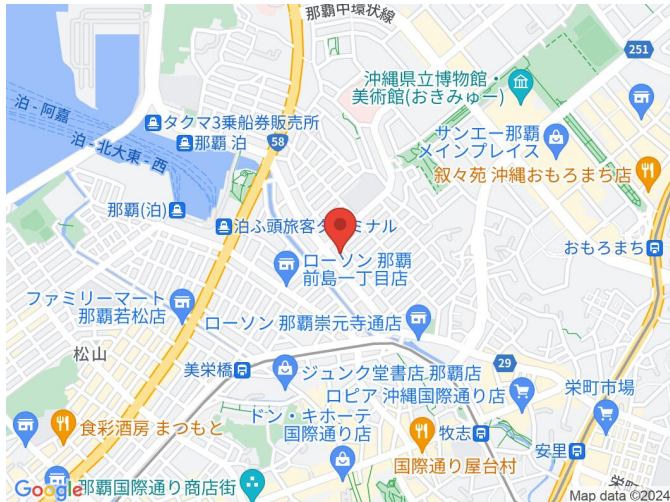 那覇中環状線
251
沖縄県立博物館・
美術館(おきみゅー)
泊 - 阿嘉
泊 - 北大東 - 西
タクマ3乗船券販売所
那覇 泊
58
サンエー那覇
メインプレイス
叙々苑 沖縄おもろまち店
那覇(泊)
泊ふ頭旅客ターミナル
おもろまち
ローソン 那覇
前島一丁目店
ファミリーマート
那覇若松店
ローソン 那覇崇元寺通店
松山
美栄橋
29
ジュンク堂書店 那覇店
ロピア 沖縄国際通り店
栄町市場
ドン・キホーテ
国際通り店
牧志
安里
食彩酒房 まつもと
国際通り屋台村
栄町
Google
那覇国際通り商店街
Map data ©2024